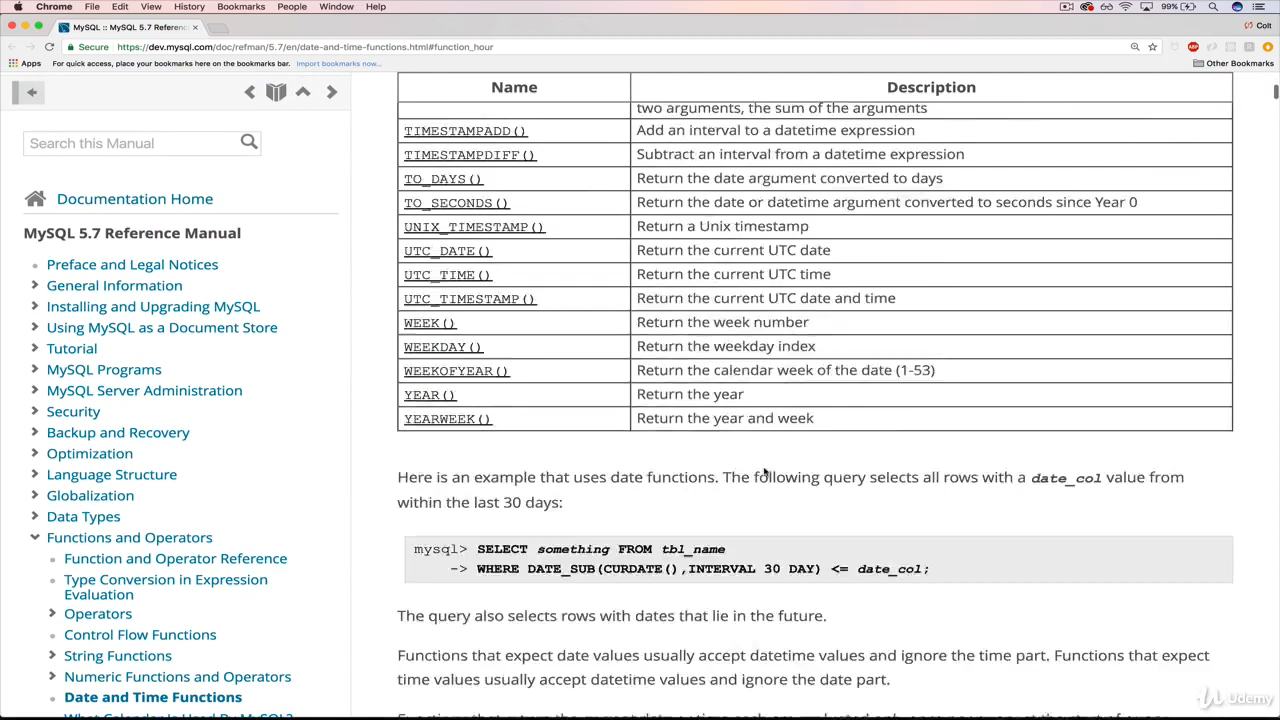 Chrome File Edit View History Bookmarks People Window Help 99%
MySQL :: MySQL 5.7 Referenc × Colt
Secure https://dev.mysql.com/doc/refman/5.7/en/date-and-time-functions.html#function_hour ABP
Apps For quick access, place your bookmarks here on the bookmarks bar. Import bookmarks now... Other Bookmarks
Search this Manual
Documentation Home
MySQL 5.7 Reference Manual
Preface and Legal Notices
General Information
Installing and Upgrading MySQL
Using MySQL as a Document Store
Tutorial
MySQL Programs
MySQL Server Administration
Security
Backup and Recovery
Optimization
Language Structure
Globalization
Data Types
Functions and Operators
Function and Operator Reference
Type Conversion in Expression
Evaluation
Operators
Control Flow Functions
String Functions
Numeric Functions and Operators
Date and Time Functions
What Calendar Is Used By MySQL?
Name Description
two arguments, the sum of the arguments
TIMESTAMPADD() Add an interval to a datetime expression
TIMESTAMPDIFF() Subtract an interval from a datetime expression
TO_DAYS() Return the date argument converted to days
TO_SECONDS() Return the date or datetime argument converted to seconds since Year 0
UNIX_TIMESTAMP() Return a Unix timestamp
UTC_DATE() Return the current UTC date
UTC_TIME() Return the current UTC time
UTC_TIMESTAMP() Return the current UTC date and time
WEEK() Return the week number
WEEKDAY() Return the weekday index
WEEKOFYEAR() Return the calendar week of the date (1-53)
YEAR() Return the year
YEARWEEK() Return the year and week
Here is an example that uses date functions. The following query selects all rows with a date_col value from
within the last 30 days:
mysql> SELECT something FROM tbl_name
-> WHERE DATE_SUB(CURDATE(),INTERVAL 30 DAY) <= date_col;
The query also selects rows with dates that lie in the future.
Functions that expect date values usually accept datetime values and ignore the time part. Functions that expect
time values usually accept datetime values and ignore the date part.
Udemy